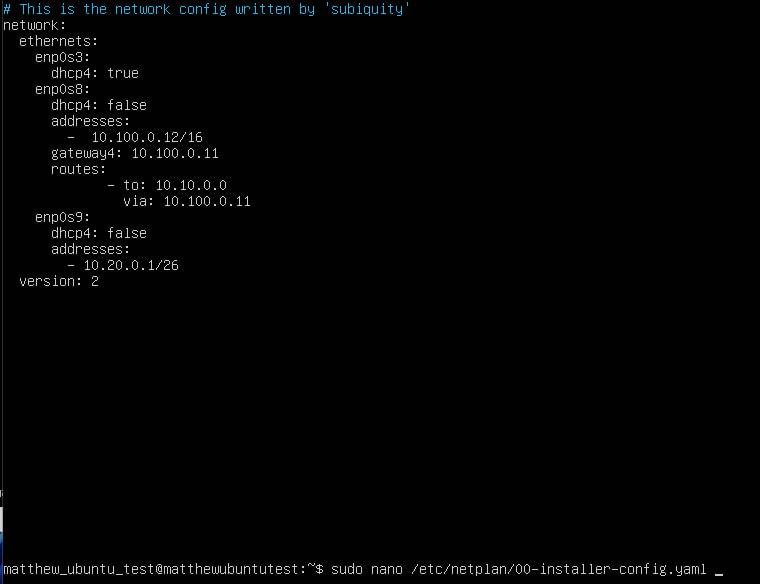 # This is the network config written by 'subiquity'
network:
  ethernets:
    enp0s3:
      dhcp4: true
    enp0s8:
      dhcp4: false
      addresses:
        -  10.100.0.12/16
      gateway4: 10.100.0.11
      routes:
             - to: 10.10.0.0
               via: 10.100.0.11
    enp0s9:
      dhcp4: false
      addresses:
        - 10.20.0.1/26
  version: 2
matthew_ubuntu_test@matthewubuntutest:~$ sudo nano /etc/netplan/00-installer-config.yaml _